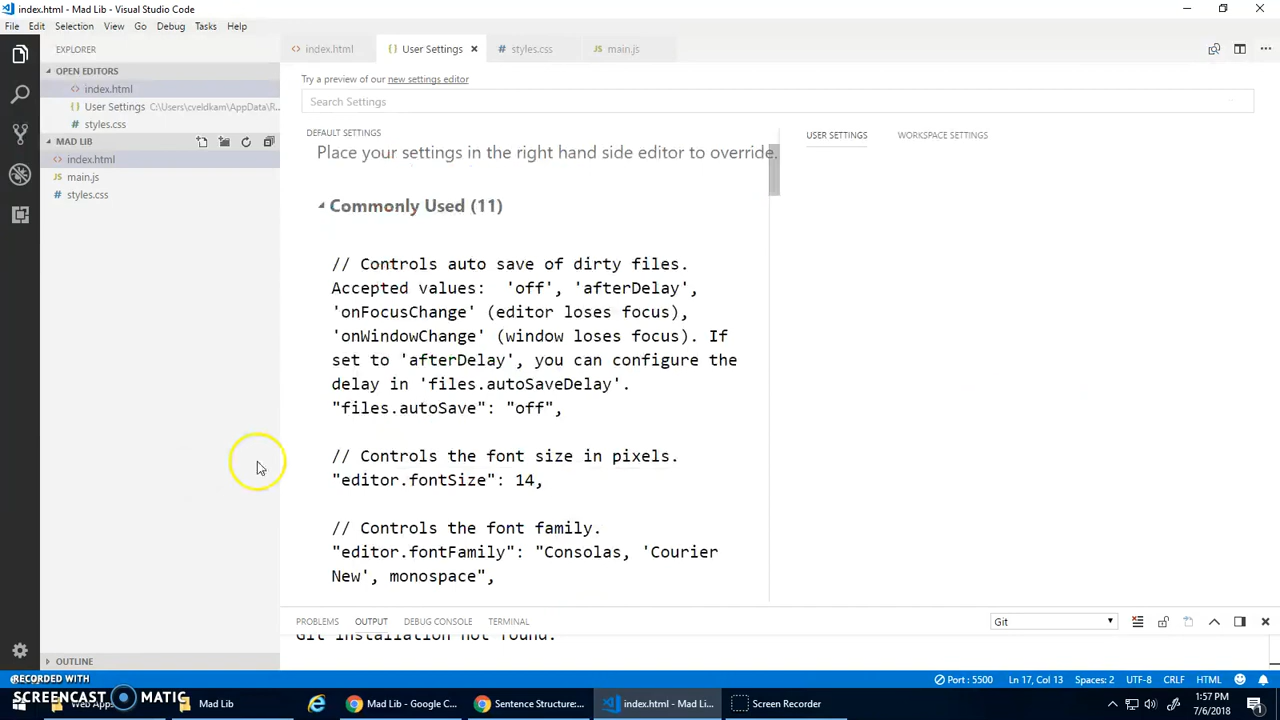 index.html - Mad Lib - Visual Studio Code
File Edit Selection View Go Debug Tasks Help
EXPLORER
index.html
User Settings
styles.css
main.js
OPEN EDITORS
index.html
User Settings C:\Users\cveldkam\AppData\R...
styles.css
MAD LIB
index.html
main.js
styles.css
OUTLINE
Try a preview of our new settings editor
Search Settings
DEFAULT SETTINGS
USER SETTINGS
WORKSPACE SETTINGS
Place your settings in the right hand side editor to override.
Commonly Used (11)
// Controls auto save of dirty files.
Accepted values: 'off', 'afterDelay',
'onFocusChange' (editor loses focus),
'onWindowChange' (window loses focus). If
set to 'afterDelay', you can configure the
delay in 'files.autoSaveDelay'.
"files.autoSave": "off",
// Controls the font size in pixels.
"editor.fontSize": 14,
// Controls the font family.
"editor.fontFamily": "Consolas, 'Courier
New', monospace",
PROBLEMS OUTPUT DEBUG CONSOLE TERMINAL
Git
Git installation not found.
Port : 5500 Ln 17, Col 13 Spaces: 2 UTF-8 CRLF HTML
RECORDED WITH
SCREENCAST MATIC
Mad Lib
Mad Lib - Google C...
Sentence Structure:...
index.html - Mad Li...
Screen Recorder
1:57 PM
7/6/2018